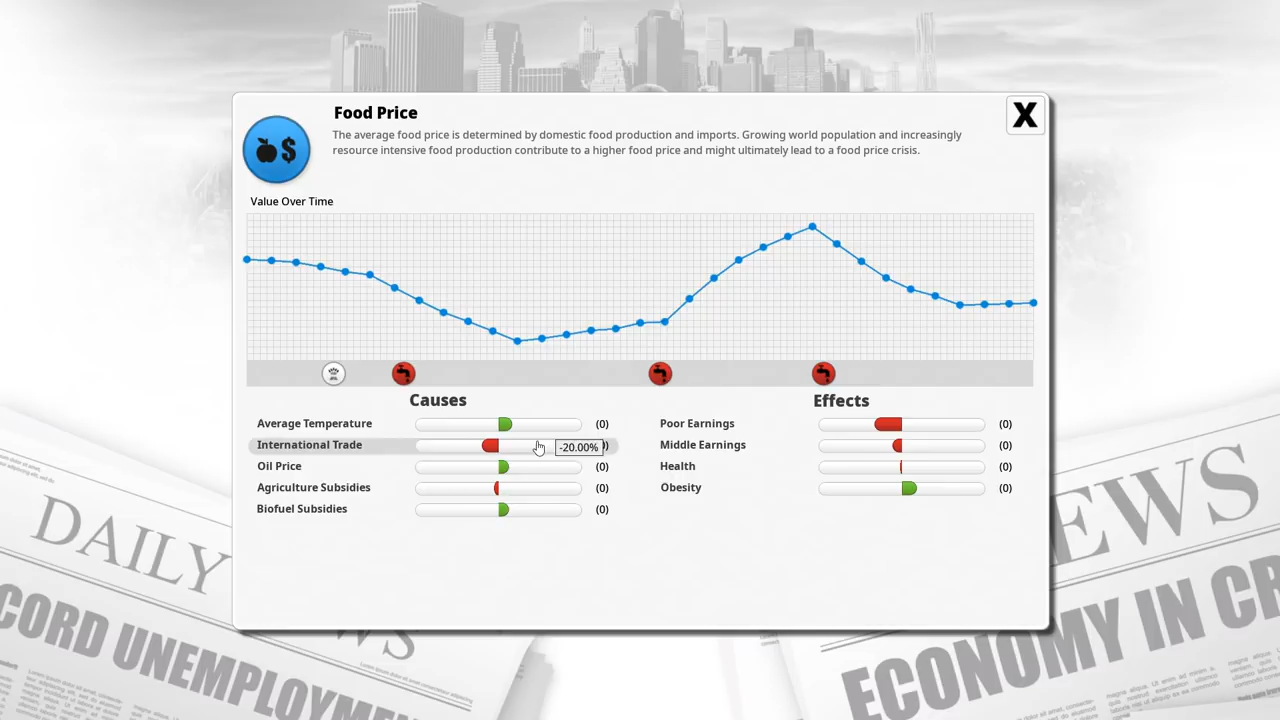 Food Price
X
The average food price is determined by domestic food production and imports. Growing world population and increasingly
resource intensive food production contribute to a higher food price and might ultimately lead to a food price crisis.
$
Value Over Time
Causes
Effects
Average Temperature (0)
Poor Earnings (0)
International Trade -20.00% )
Middle Earnings (0)
Oil Price (0)
Health (0)
Agriculture Subsidies (0)
Obesity (0)
Biofuel Subsidies (0)
DAILY
EWS
CORD UNEMPLOYME
WS
ECONOMY IN CR